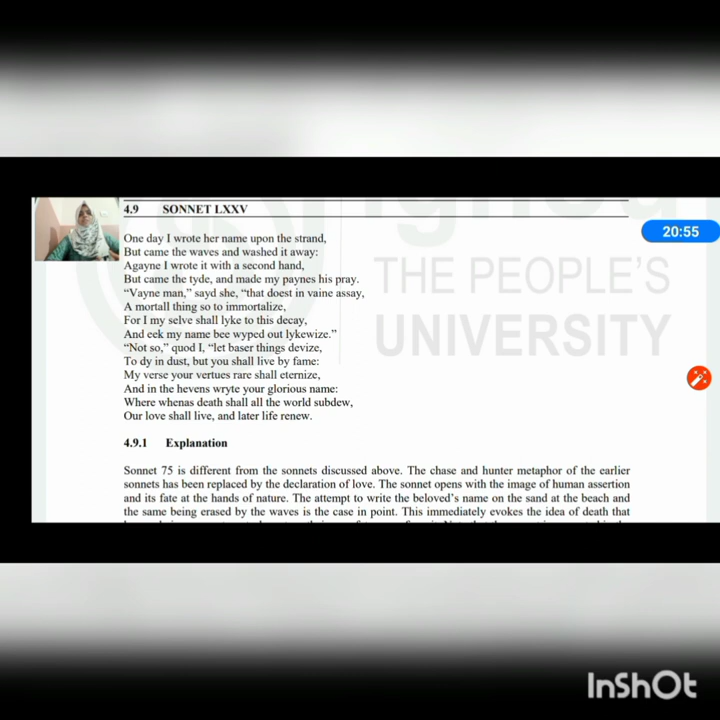 4.9 SONNET LXXV
20:55
One day I wrote her name upon the strand,
But came the waves and washed it away:
Agayne I wrote it with a second hand,
But came the tyde, and made my paynes his pray.
“Vayne man,” sayd she, “that doest in vaine assay,
A mortall thing so to immortalize,
For I my selve shall lyke to this decay,
And eek my name bee wyped out lykewize.”
“Not so,” quod I, “let baser things devize,
To dy in dust, but you shall live by fame:
My verse your vertues rare shall eternize,
And in the hevens wryte your glorious name:
Where whenas death shall all the world subdew,
Our love shall live, and later life renew.
THE PEOPLE'S
UNIVERSITY
4.9.1 Explanation
Sonnet 75 is different from the sonnets discussed above. The chase and hunter metaphor of the earlier
sonnets has been replaced by the declaration of love. The sonnet opens with the image of human assertion
and its fate at the hands of nature. The attempt to write the beloved's name on the sand at the beach and
the same being erased by the waves is the case in point. This immediately evokes the idea of death that
InShOt